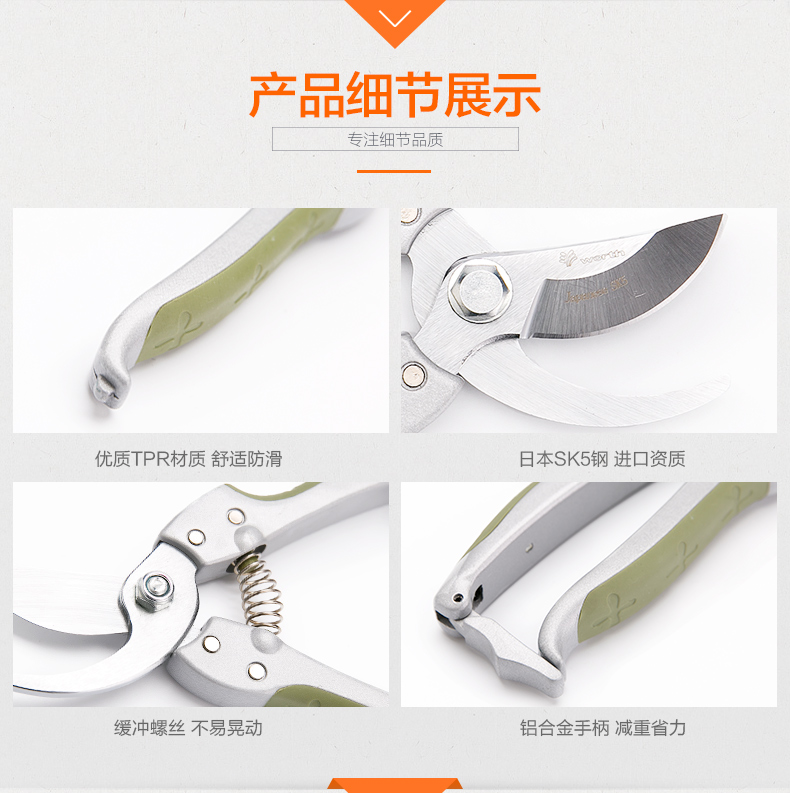 产品细节展示
专注细节品质
worth
优质TPR材质 舒适防滑
日本SK5钢 进口资质
缓冲螺丝 不易晃动
铝合金手柄 减重省力